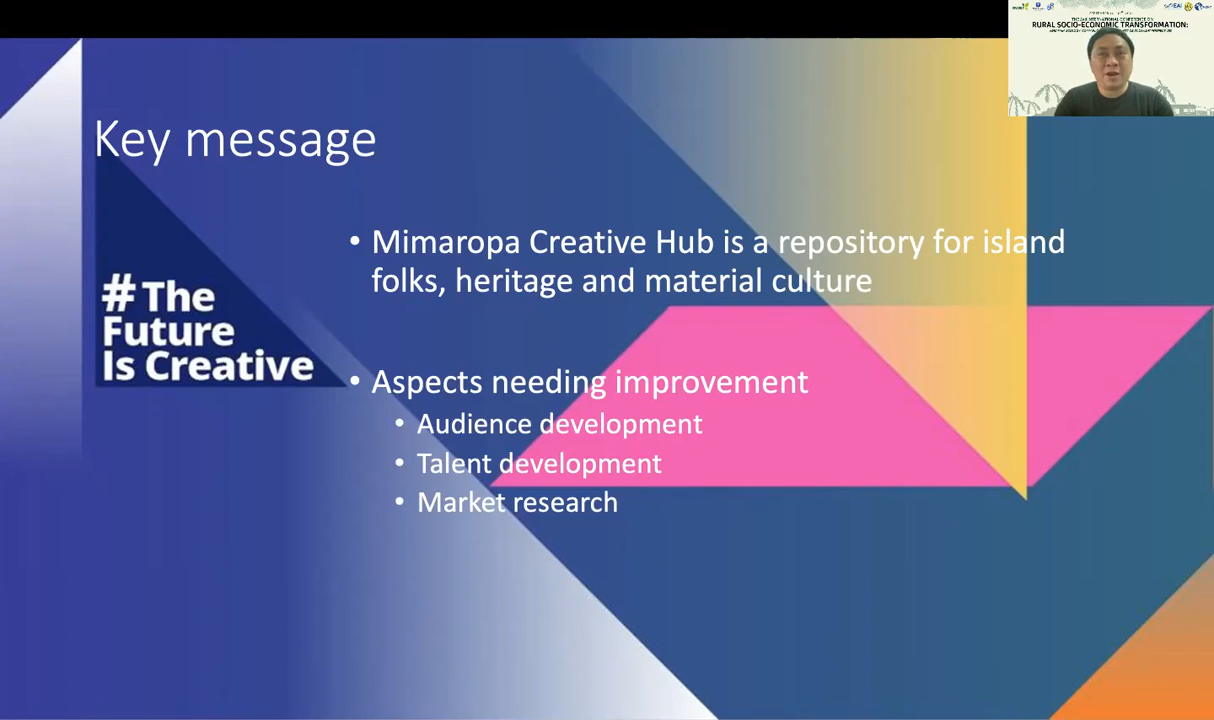 RURAL SOCIO-ECONOMIC TRANSFORMATION:
Key message
# The
Future
Is Creative
• Mimaropa Creative Hub is a repository for island
folks, heritage and material culture
• Aspects needing improvement
• Audience development
• Talent development
• Market research